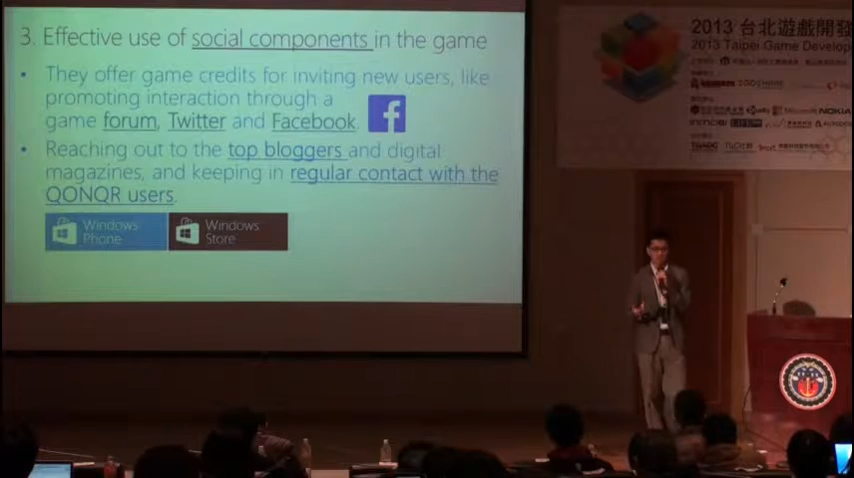 3. Effective use of social components in the game
• They offer game credits for inviting new users, like
promoting interaction through a
game forum, Twitter and Facebook.
• Reaching out to the top bloggers and digital
magazines, and keeping in regular contact with the
QONQR users.
Windows
Phone
Windows
Store
2013 台北遊戲開發
2013 Taipei Game Develop
Microsoft NOKIA